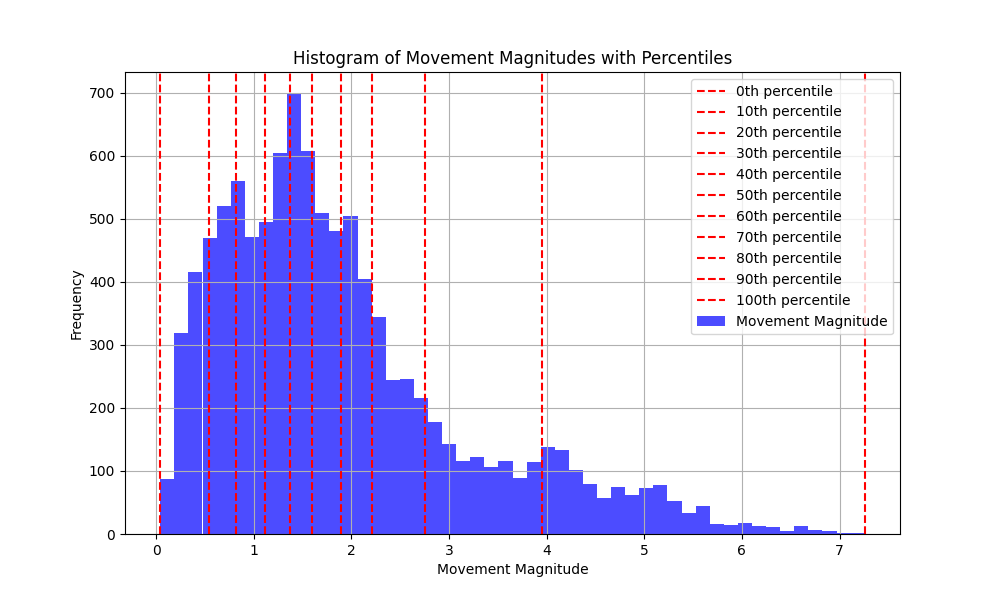 Histogram of Movement Magnitudes with Percentiles
0th percentile
10th percentile
20th percentile
30th percentile
40th percentile
50th percentile
60th percentile
70th percentile
80th percentile
90th percentile
100th percentile
Movement Magnitude
Frequency
700
600
500
400
300
200
100
0
0 1 2 3 4 5 6 7
Movement Magnitude